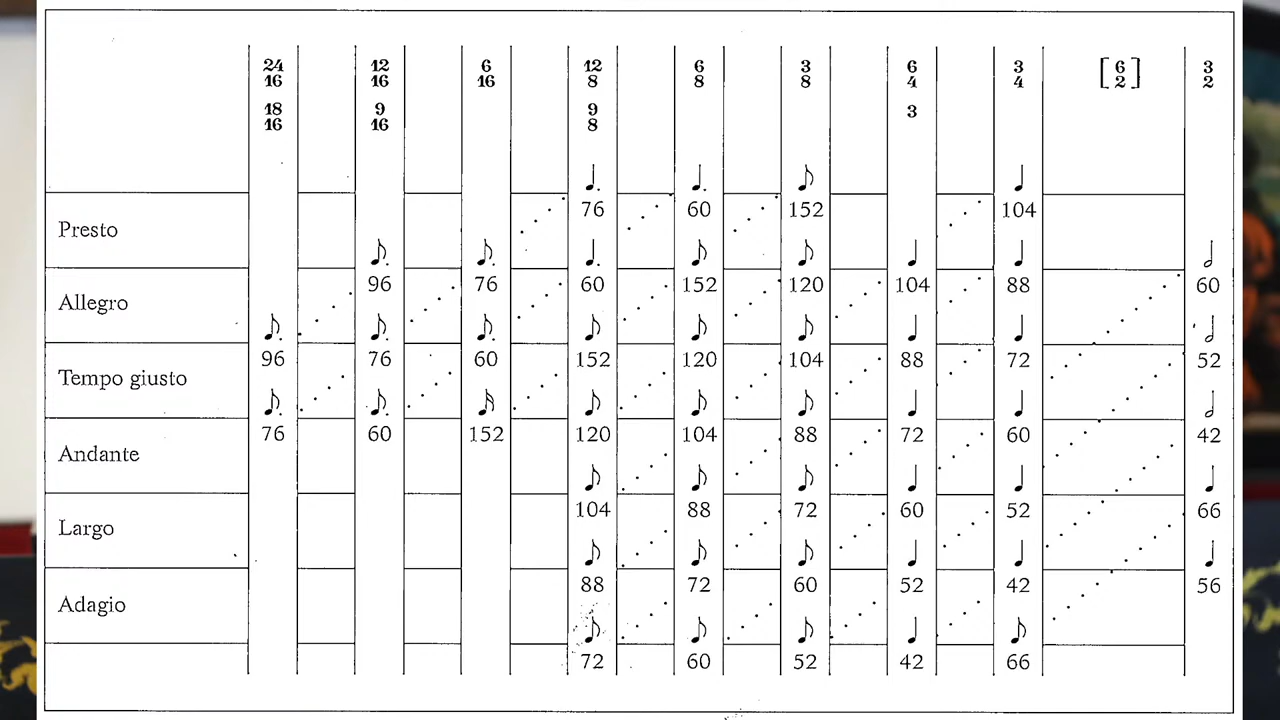 24 12 6 12 6 3 6 3 [6 3
16 16 16 8 8 8 4 4 2] 2
18 9 9 3
16 16 8
76 60 152 104
Presto
96 76 60 152 120 104 88 60
Allegro
96 76 60 152 120 104 88 72 52
Tempo giusto
76 60 152 120 104 88 72 60 42
Andante
104 88 72 60 52 66
Largo
88 72 60 52 42 56
Adagio
72 60 52 42 66